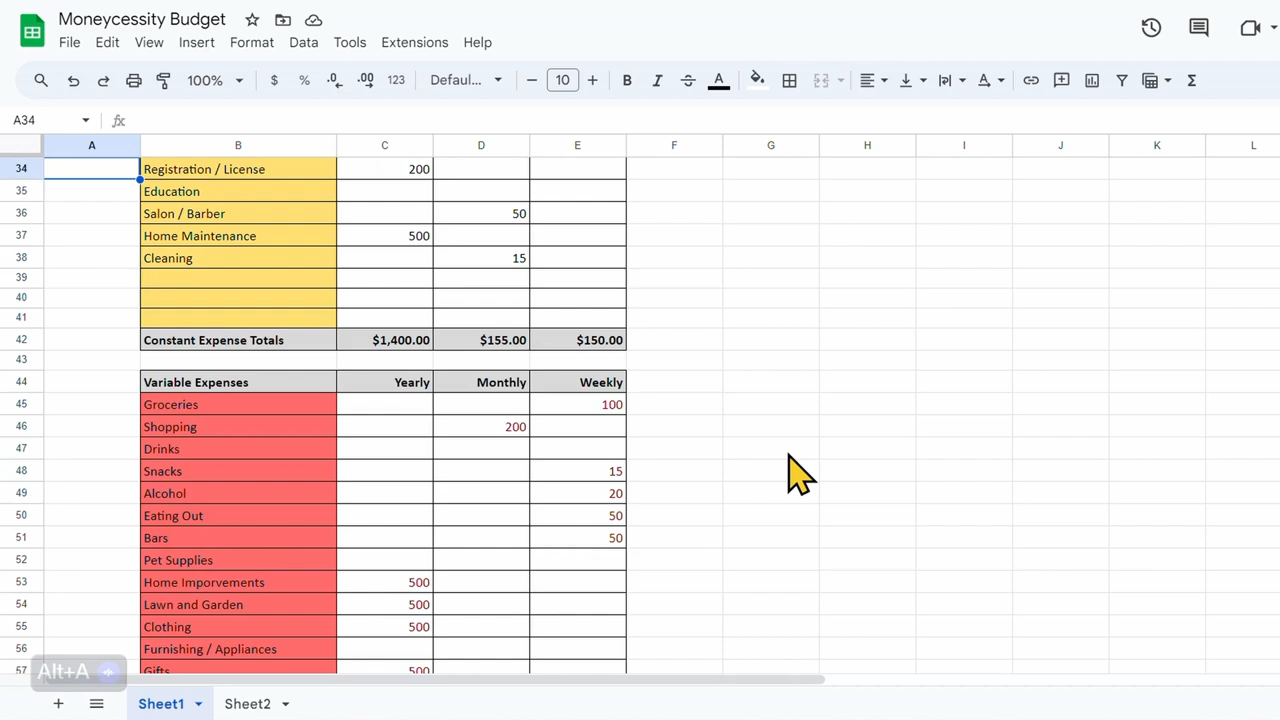 Moneycessity Budget
File Edit View Insert Format Data Tools Extensions Help
100% $ % .0 .00 123 Defaul... 10 B I S A Σ
A34 fx
A B C D E F G H I J K L
34 Registration / License 200
35 Education
36 Salon / Barber 50
37 Home Maintenance 500
38 Cleaning 15
39
40
41
42 Constant Expense Totals $1,400.00 $155.00 $150.00
43
44 Variable Expenses Yearly Monthly Weekly
45 Groceries 100
46 Shopping 200
47 Drinks
48 Snacks 15
49 Alcohol 20
50 Eating Out 50
51 Bars 50
52 Pet Supplies
53 Home Imporvements 500
54 Lawn and Garden 500
55 Clothing 500
56 Furnishing / Appliances
57 Gifts 500
Alt+A
Sheet1 Sheet2